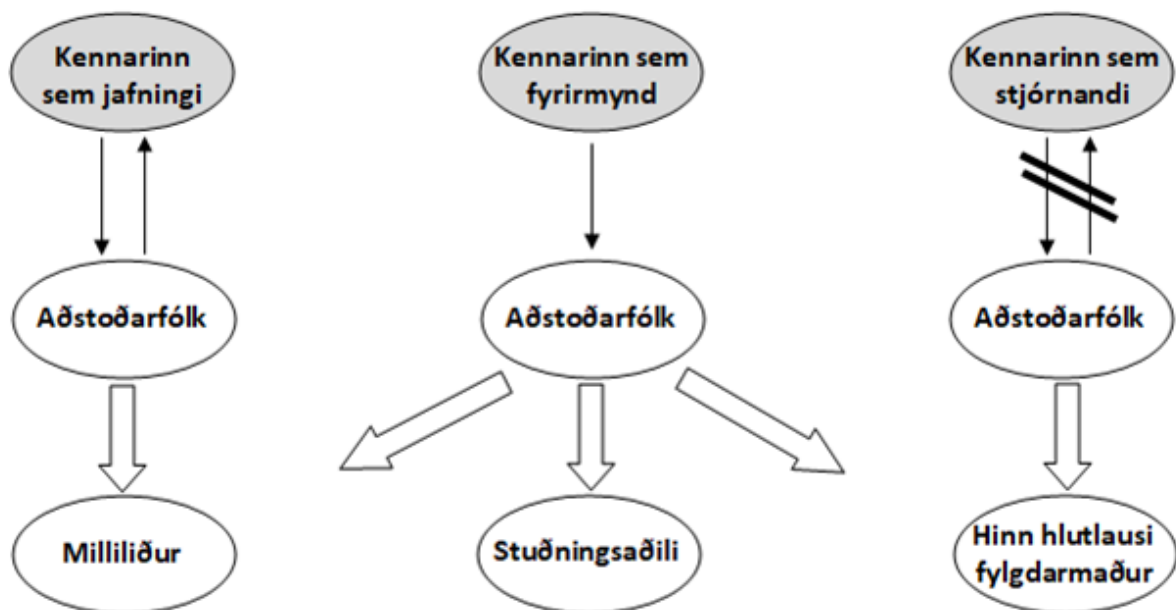 Kennarinn
sem jafningi
Kennarinn sem
fyrirmynd
Kennarinn sem
stjórnandi
Aðstoðarfólk
Aðstoðarfólk
Aðstoðarfólk
Milliliður
Stuðningsaðili
Hinn hlutlausi
fylgdarmaður